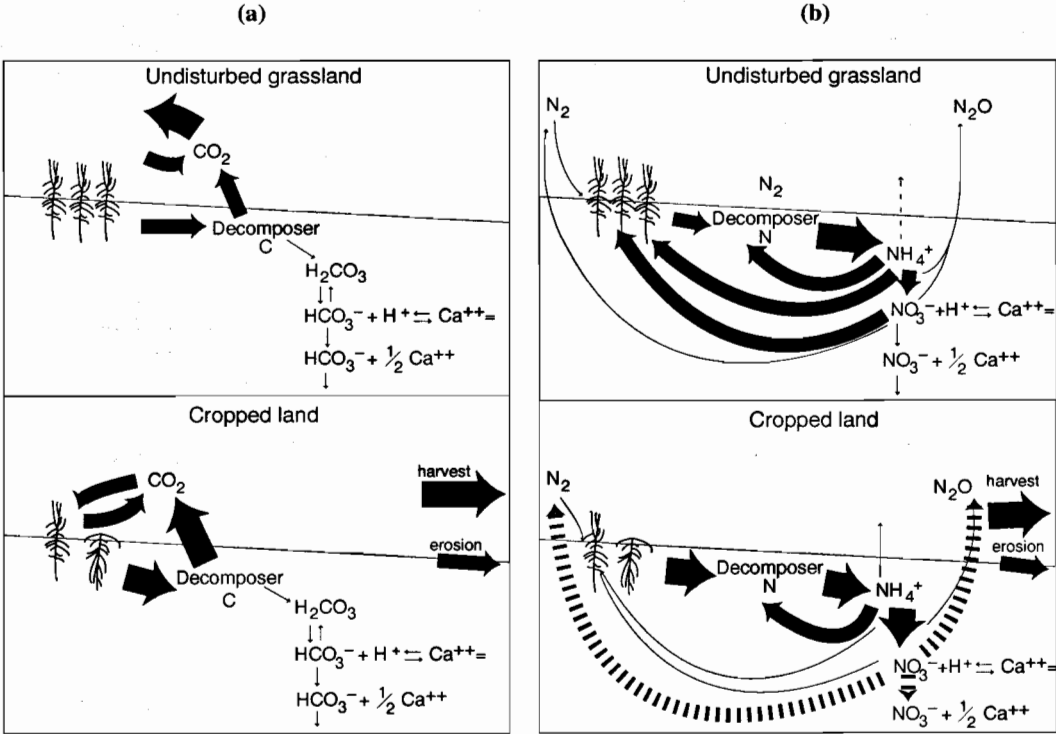 (a)
Undisturbed grassland
CO₂
Decomposer
C
H₂CO₃
HCO₃⁻ + H⁺ ⇆ Ca⁺⁺=
HCO₃⁻ + ½ Ca⁺⁺
Cropped land
CO₂
harvest
erosion
Decomposer
C
H₂CO₃
HCO₃⁻ + H⁺ ⇆ Ca⁺⁺=
HCO₃⁻ + ½ Ca⁺⁺
(b)
Undisturbed grassland
N₂
N₂O
N₂
Decomposer
N
NH₄⁺
NO₃⁻+H⁺ ⇆ Ca⁺⁺=
NO₃⁻ + ½ Ca⁺⁺
Cropped land
N₂
N₂O
harvest
erosion
Decomposer
N
NH₄⁺
NO₃⁻+H⁺ ⇆ Ca⁺⁺=
NO₃⁻ + ½ Ca⁺⁺